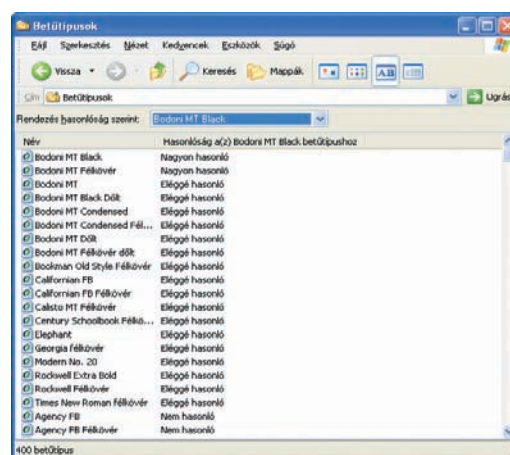 Betűtípusok
Fájl Szerkesztés Nézet Kedvencek Eszközök Súgó
Vissza Keresés Mappák
Cím Betűtípusok Ugrás
Rendezés hasonlóság szerint: Bodoni MT Black
Név Hasonlóság a(z) Bodoni MT Black betűtípushoz
Bodoni MT Black Nagyon hasonló
Bodoni MT Félkövér Nagyon hasonló
Bodoni MT Eléggé hasonló
Bodoni MT Black Dőlt Eléggé hasonló
Bodoni MT Condensed Eléggé hasonló
Bodoni MT Condensed Fél... Eléggé hasonló
Bodoni MT Dőlt Eléggé hasonló
Bodoni MT Félkövér dőlt Eléggé hasonló
Bookman Old Style Félkövér Eléggé hasonló
Californian FB Eléggé hasonló
Californian FB Félkövér Eléggé hasonló
Calisto MT Félkövér Eléggé hasonló
Century Schoolbook Félkö... Eléggé hasonló
Elephant Eléggé hasonló
Georgia félkövér Eléggé hasonló
Modern No. 20 Eléggé hasonló
Rockwell Extra Bold Eléggé hasonló
Rockwell Félkövér Eléggé hasonló
Times New Roman félkövér Eléggé hasonló
Agency FB Nem hasonló
Agency FB Félkövér Nem hasonló
400 betűtípus